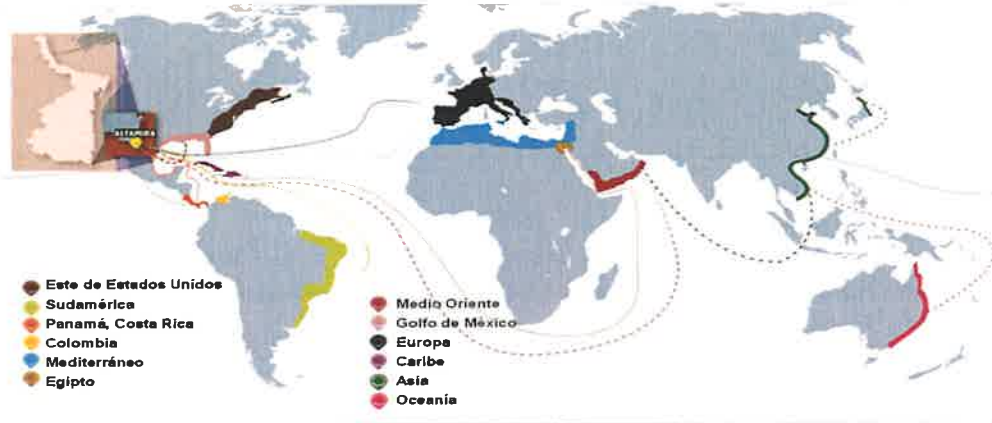 ALTAMIRA
Este de Estados Unidos
Sudamérica
Panamá, Costa Rica
Colombia
Mediterráneo
Egipto
Medio Oriente
Golfo de México
Europa
Caribe
Asía
Oceanía